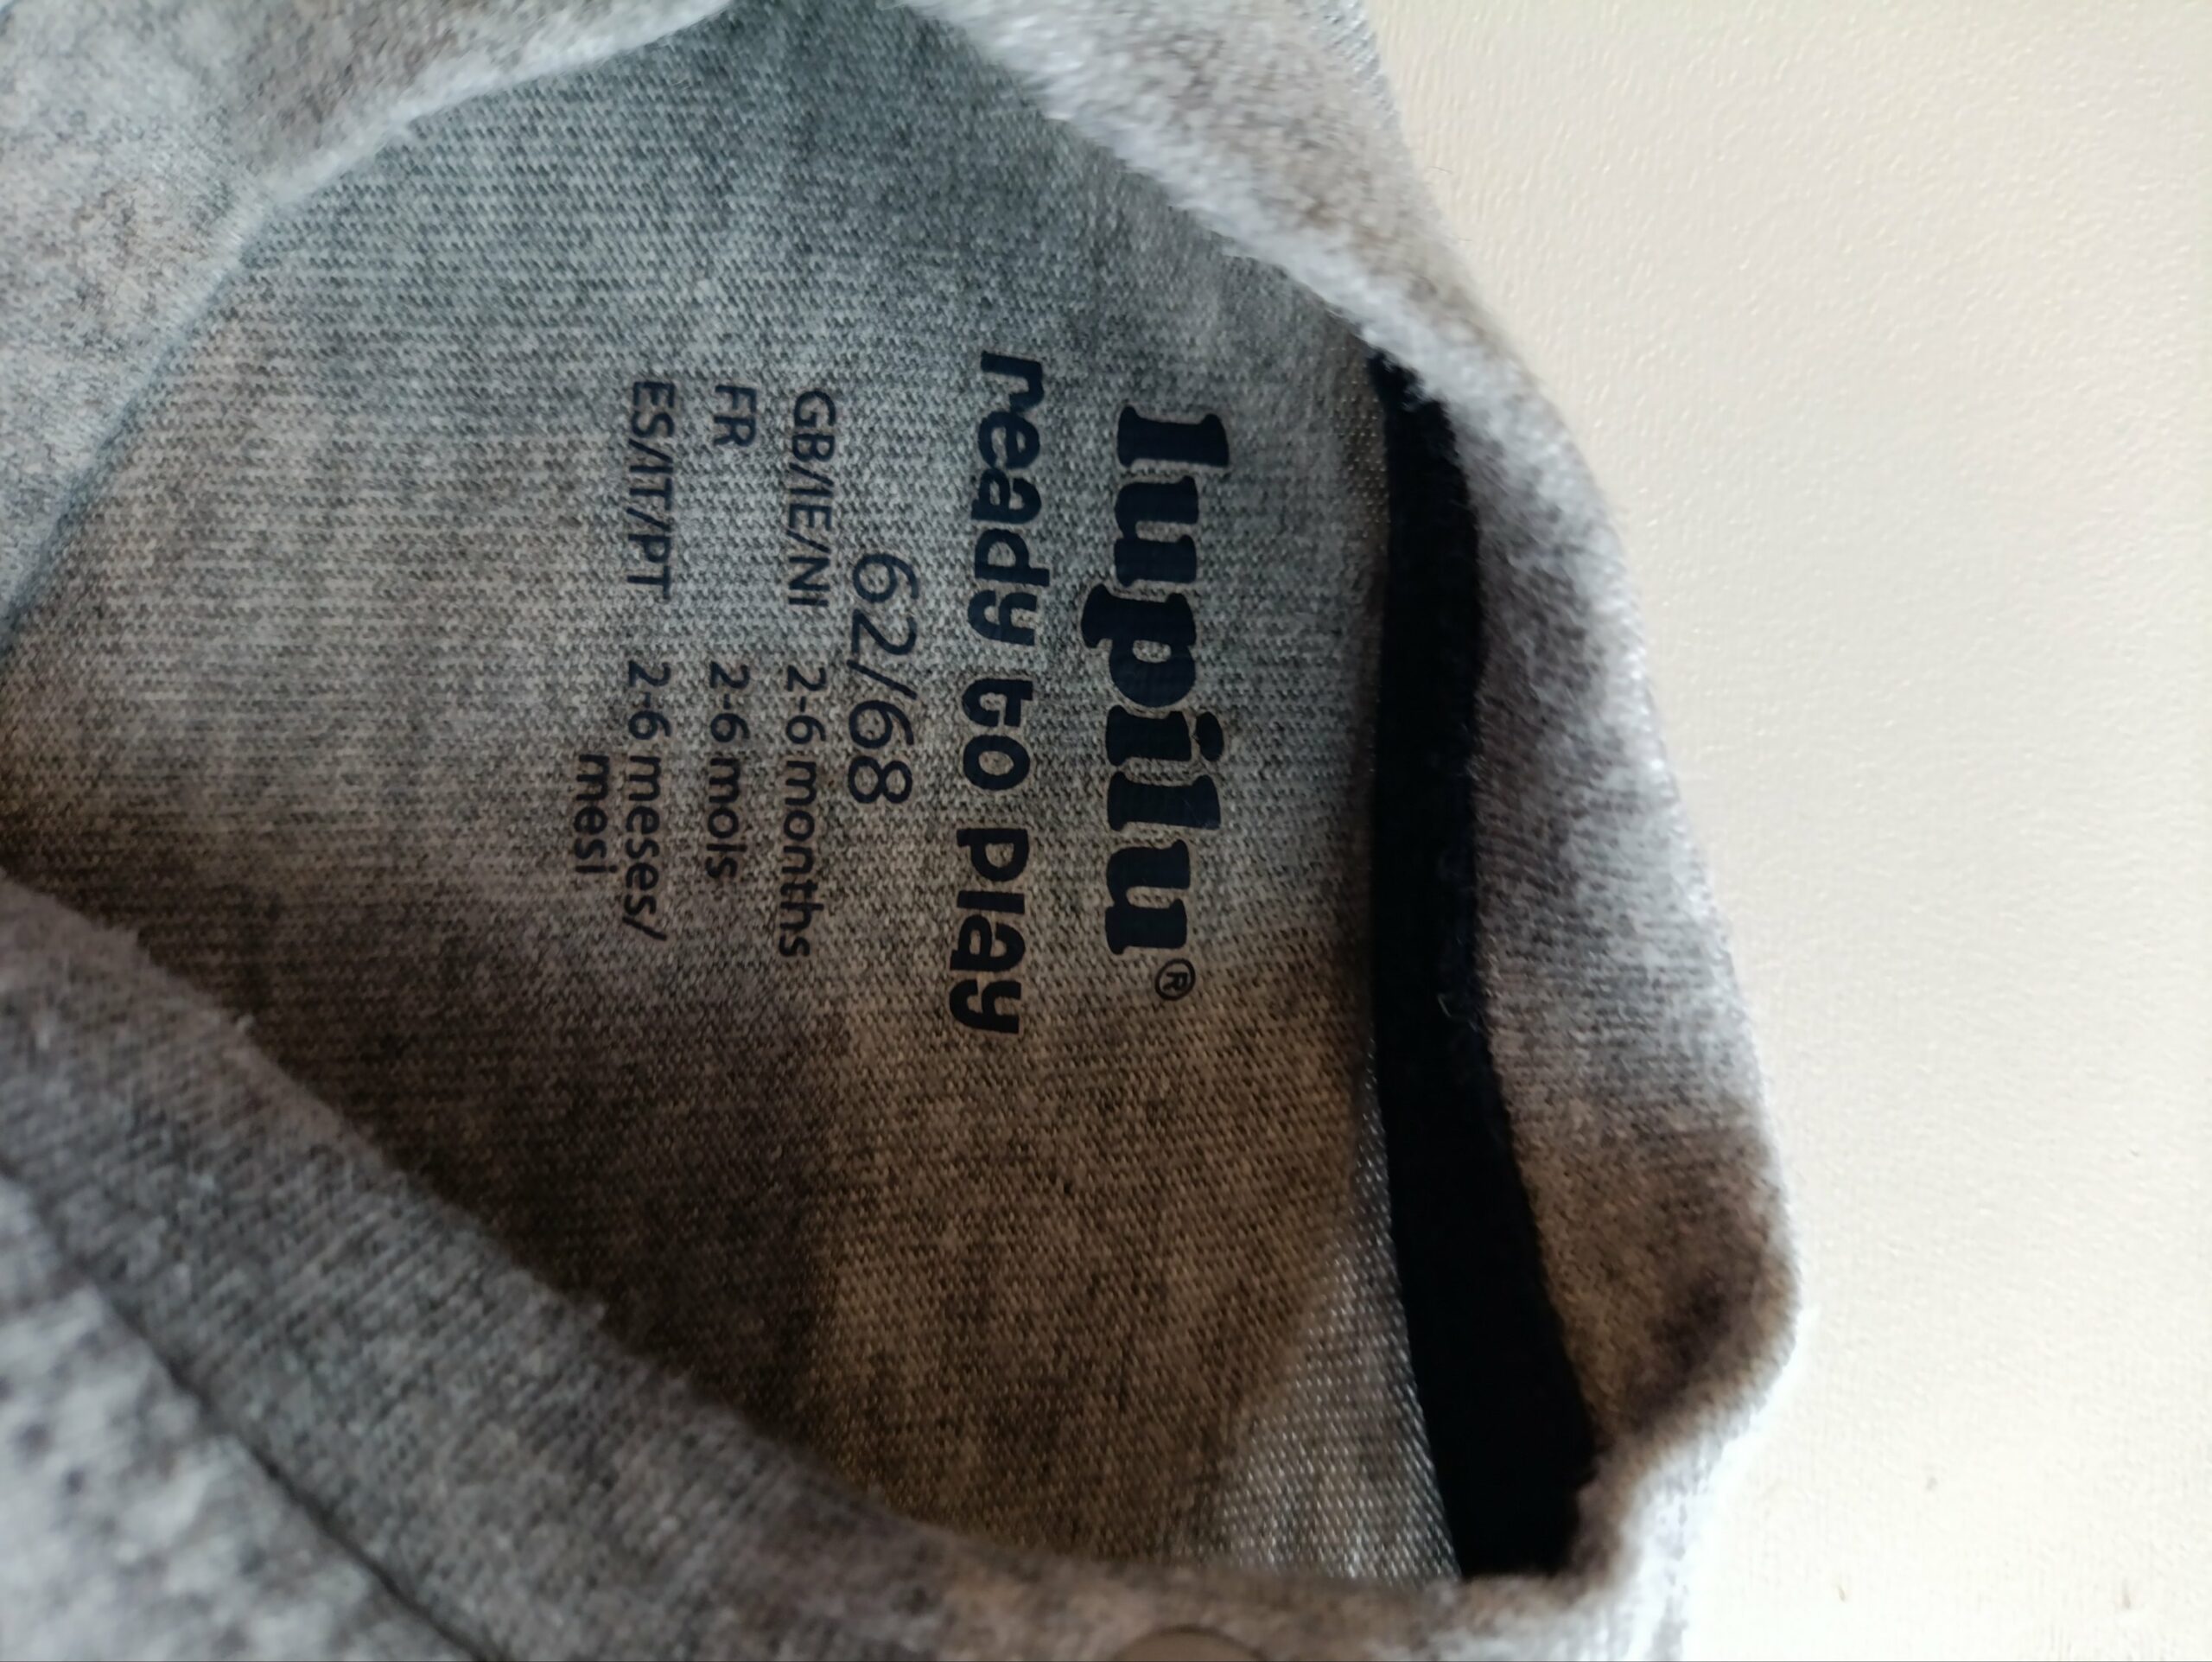 lupilu®
ready to play
62/68
GB/IE/NI 2-6 months
FR 2-6 mois
ES/IT/PT 2-6 meses/
mesi